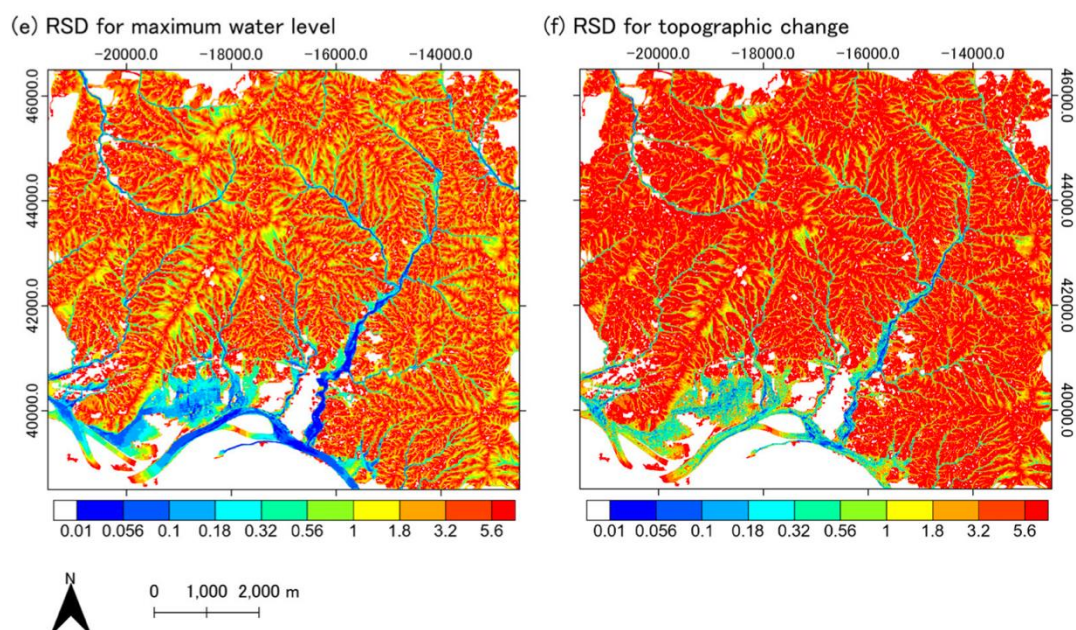 (e) RSD for maximum water level
(f) RSD for topographic change
-20000.0 -18000.0 -16000.0 -14000.0
-20000.0 -18000.0 -16000.0 -14000.0
46000.0
44000.0
42000.0
40000.0
46000.0
44000.0
42000.0
40000.0
0.01 0.056 0.1 0.18 0.32 0.56 1 1.8 3.2 5.6
0.01 0.056 0.1 0.18 0.32 0.56 1 1.8 3.2 5.6
N
0 1,000 2,000 m